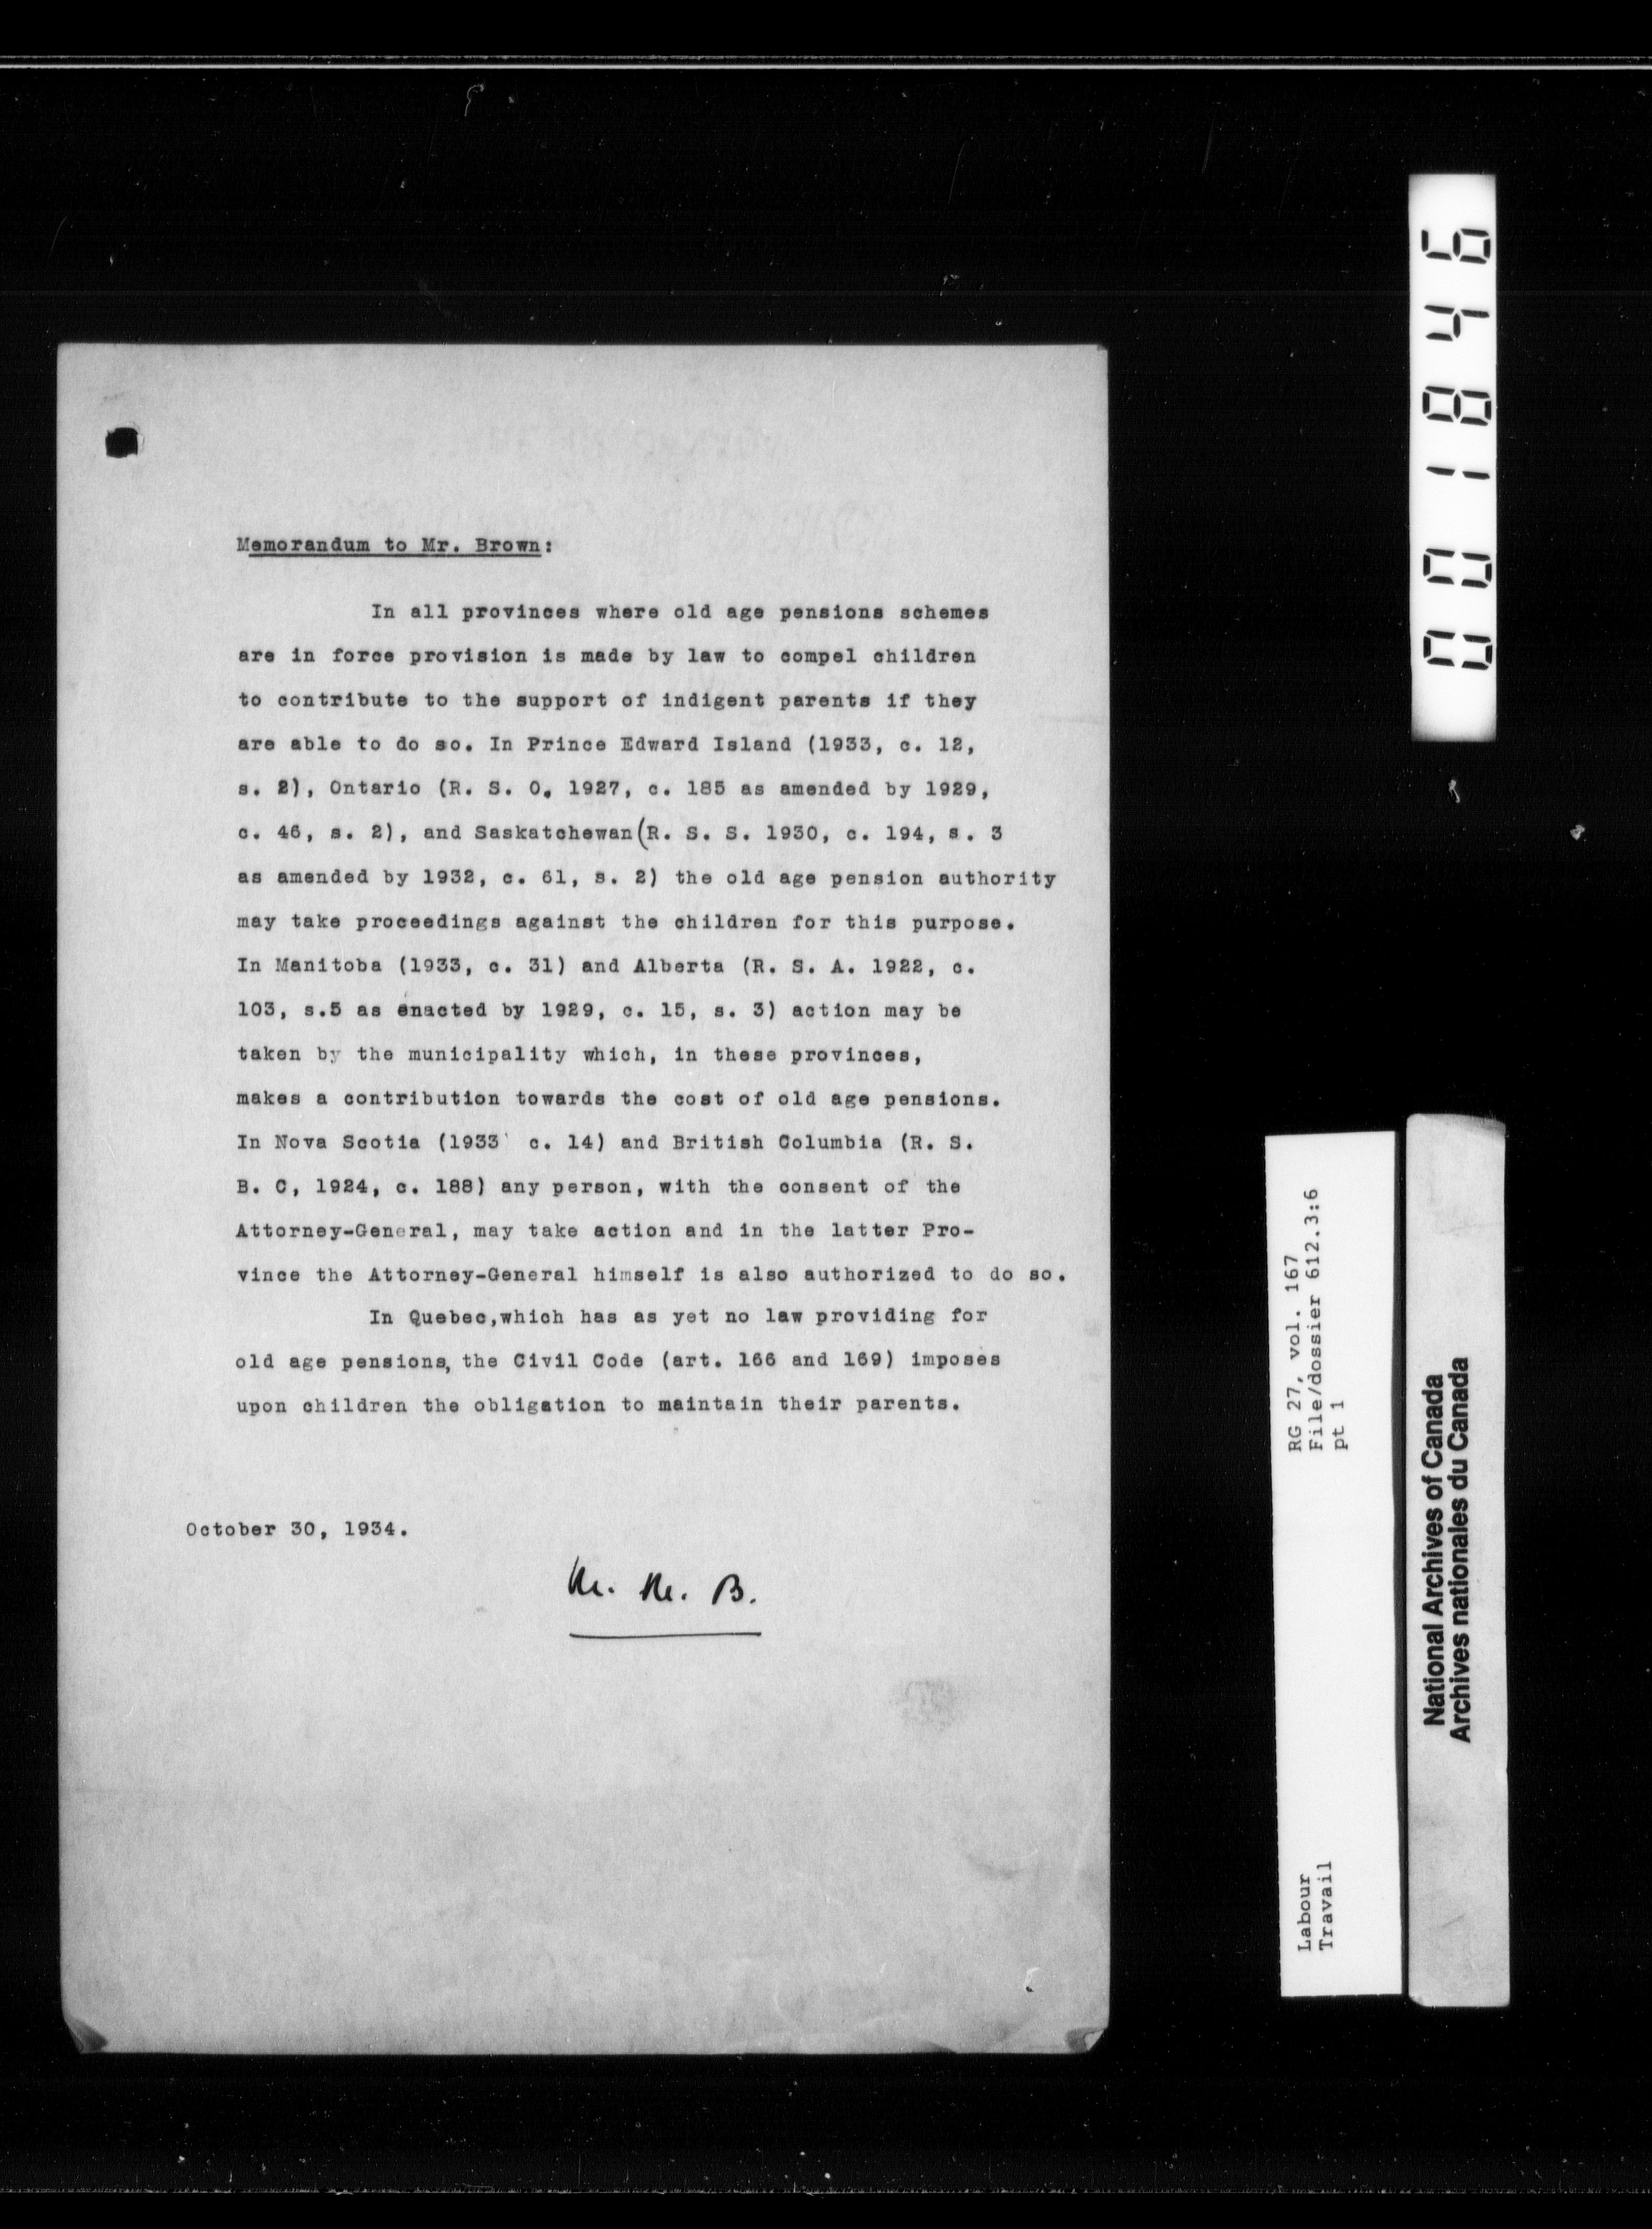 Memorandum to Mr. Brown:
In all provinces where old age pensions schemes
are in force provision is made by law to compel children
to contribute to the support of indigent parents if they
are able to do so. In Prince Edward Island (1933, c. 12,
s. 2), Ontario (R. S. O. 1927, c. 185 as amended by 1929,
c. 46, s. 2), and Saskatchewan(R. S. S. 1930, c. 194, s. 3
as amended by 1932, c. 61, s. 2) the old age pension authority
may take proceedings against the children for this purpose.
In Manitoba (1933, c. 31) and Alberta (R. S. A. 1922, c.
103, s.5 as enacted by 1929, c. 15, s. 3) action may be
taken by the municipality which, in these provinces,
makes a contribution towards the cost of old age pensions.
In Nova Scotia (1933' c. 14) and British Columbia (R. S.
B. C, 1924, c. 188) any person, with the consent of the
Attorney-General, may take action and in the latter Pro-
vince the Attorney-General himself is also authorized to do so.
In Quebec,which has as yet no law providing for
old age pensions, the Civil Code (art. 166 and 169) imposes
upon children the obligation to maintain their parents.
October 30, 1934.
M. M. B.
001846
RG 27, vol. 167
File/dossier 612.3:6
pt 1
Labour
Travail
National Archives of Canada
Archives nationales du Canada